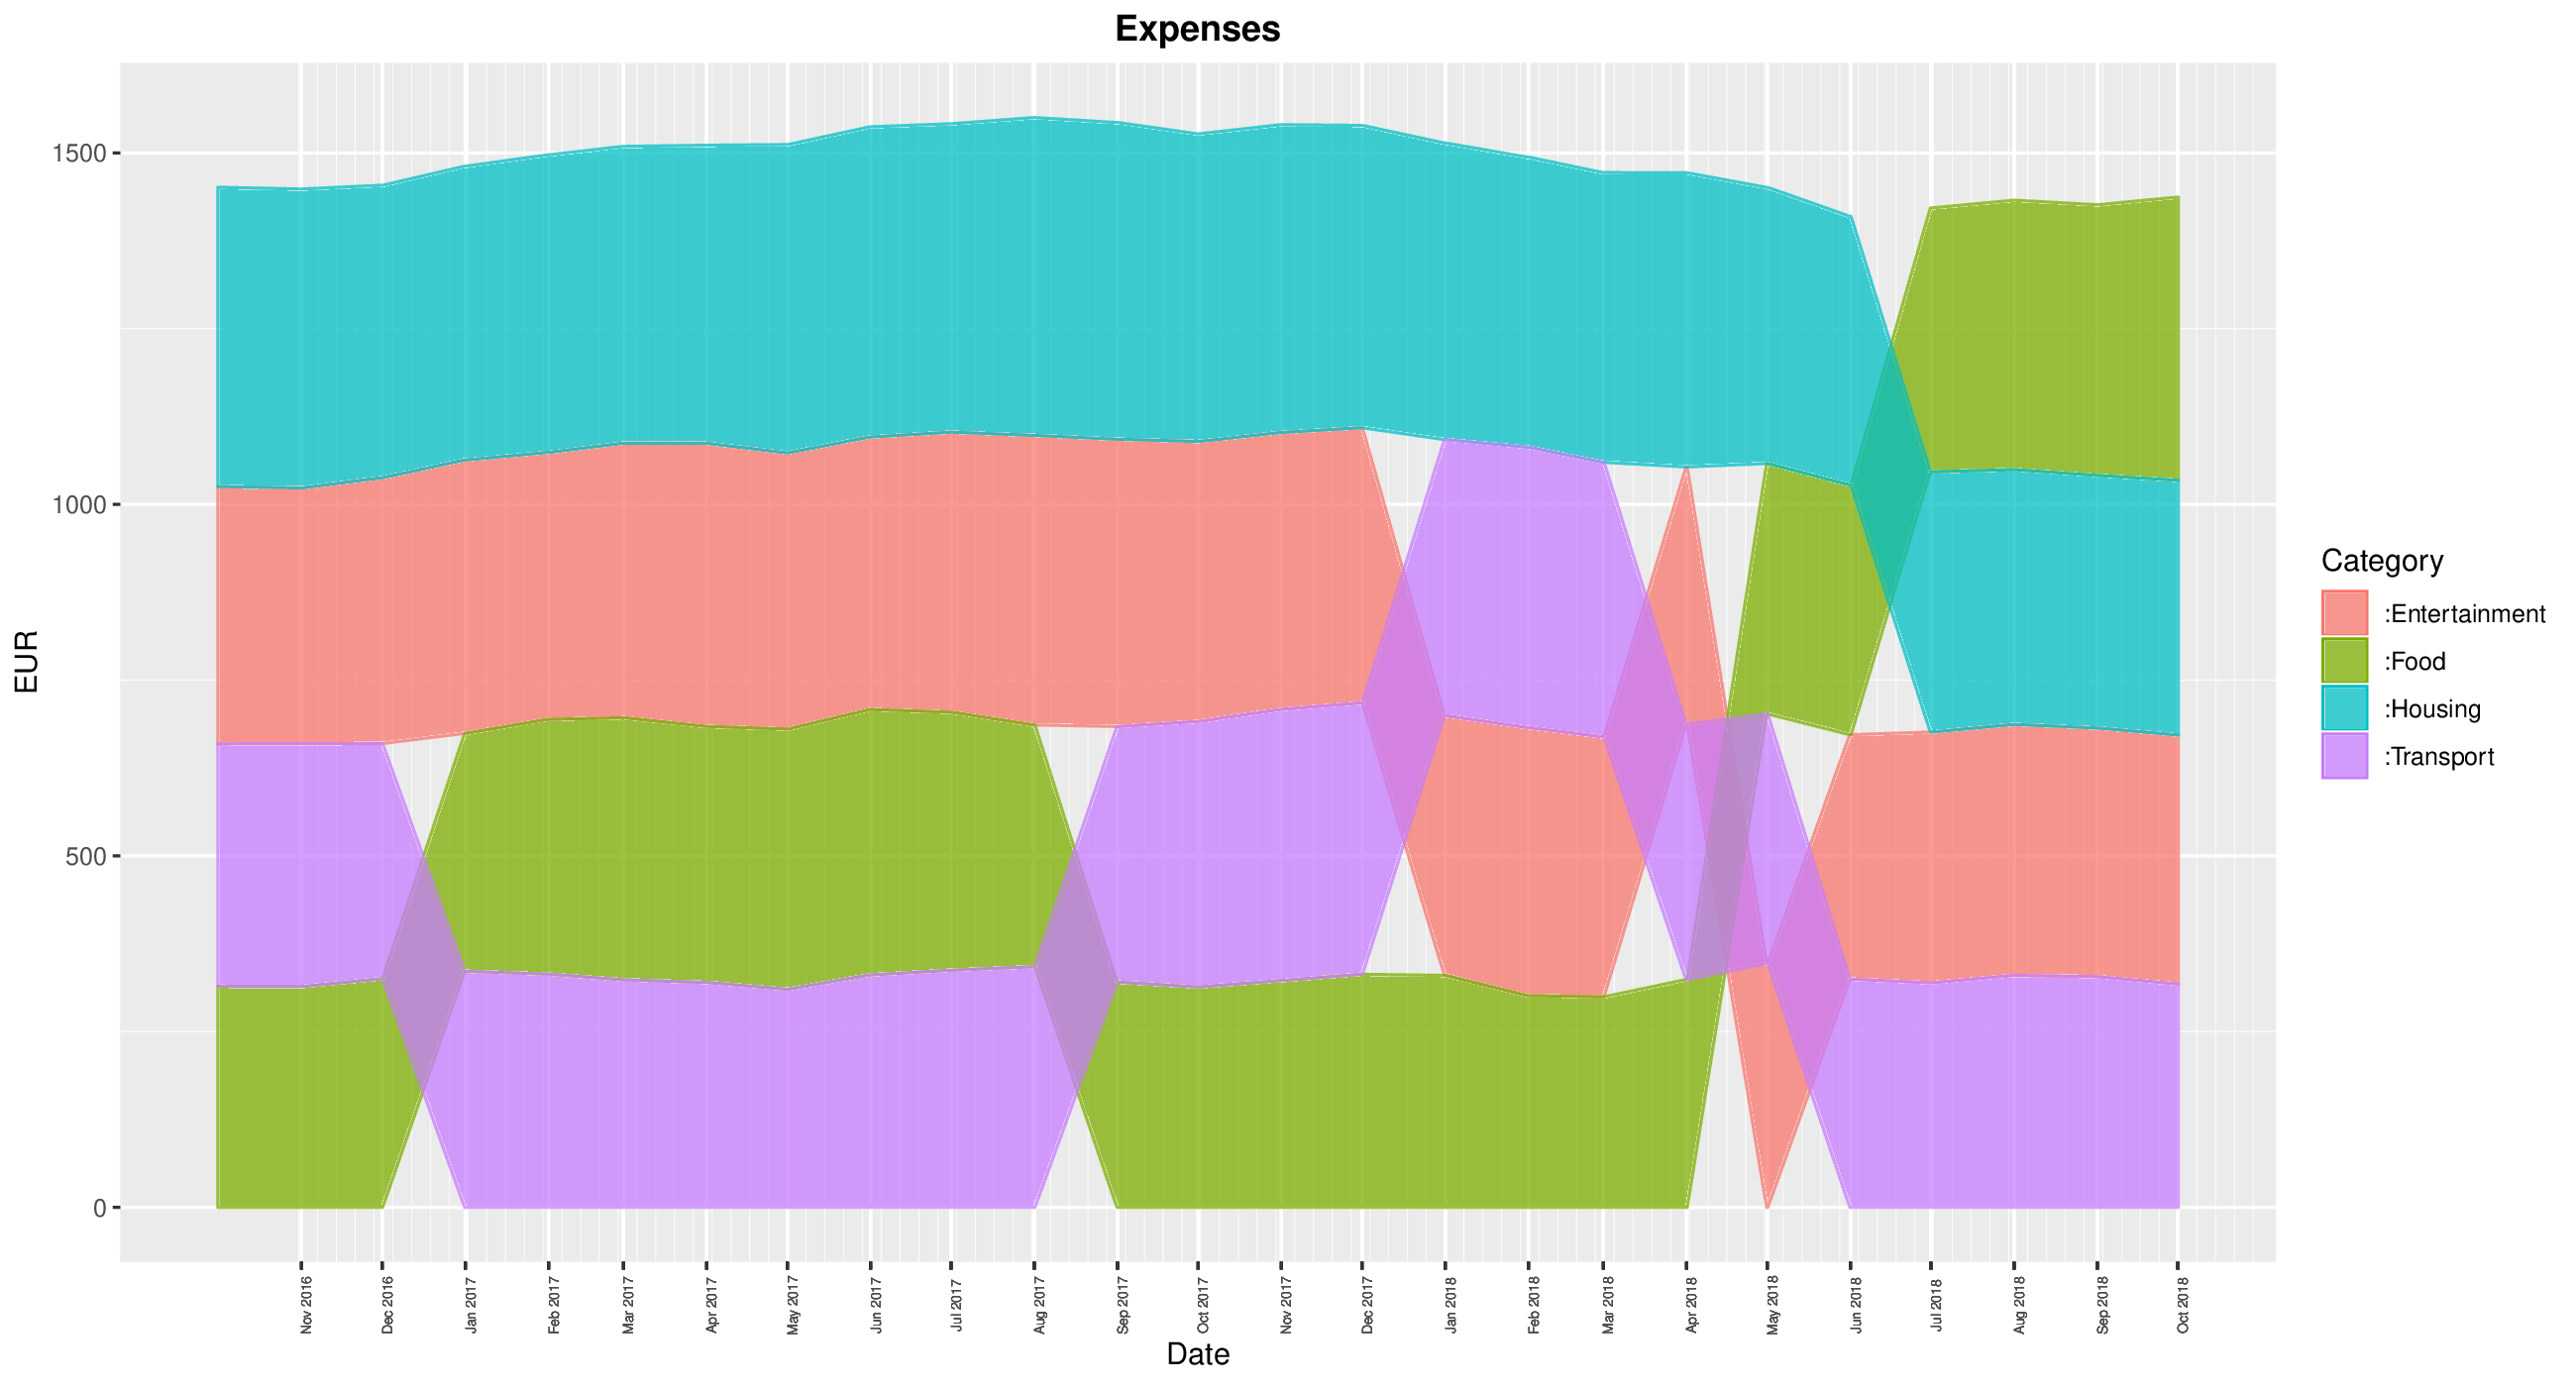 Expenses
EUR
1500
1000
500
0
Nov 2016
Dec 2016
Jan 2017
Feb 2017
Mar 2017
Apr 2017
May 2017
Jun 2017
Jul 2017
Aug 2017
Sep 2017
Oct 2017
Nov 2017
Dec 2017
Jan 2018
Feb 2018
Mar 2018
Apr 2018
May 2018
Jun 2018
Jul 2018
Aug 2018
Sep 2018
Oct 2018
Date
Category
:Entertainment
:Food
:Housing
:Transport